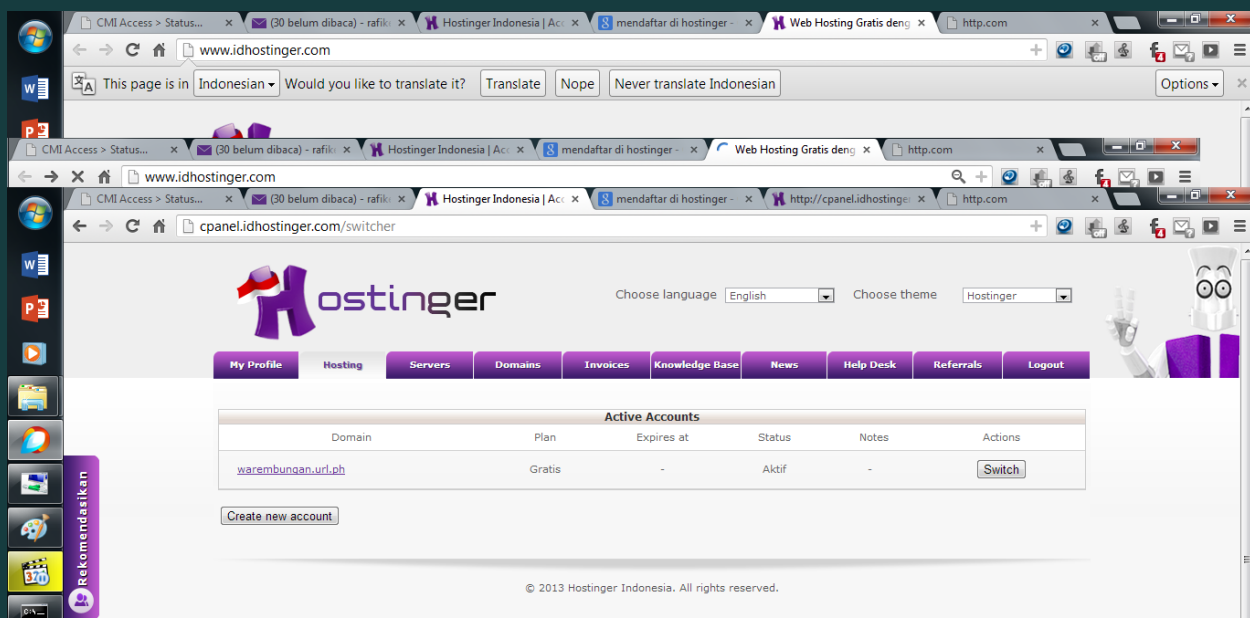 CMI Access > Status...
(30 belum dibaca) - rafik
Hostinger Indonesia | Acc
mendaftar di hostinger -
Web Hosting Gratis deng
http.com
www.idhostinger.com
This page is in Indonesian Would you like to translate it? Translate Nope Never translate Indonesian Options
CMI Access > Status...
(30 belum dibaca) - rafik
Hostinger Indonesia | Acc
mendaftar di hostinger -
Web Hosting Gratis deng
http.com
www.idhostinger.com
CMI Access > Status...
(30 belum dibaca) - rafik
Hostinger Indonesia | Acc
mendaftar di hostinger -
http://cpanel.idhostinger
http.com
cpanel.idhostinger.com/switcher
Hostinger
Choose language English Choose theme Hostinger
My Profile Hosting Servers Domains Invoices Knowledge Base News Help Desk Referrals Logout
Active Accounts
Domain Plan Expires at Status Notes Actions
warembungan.url.ph Gratis - Aktif - Switch
Create new account
Rekomendasikan
© 2013 Hostinger Indonesia. All rights reserved.